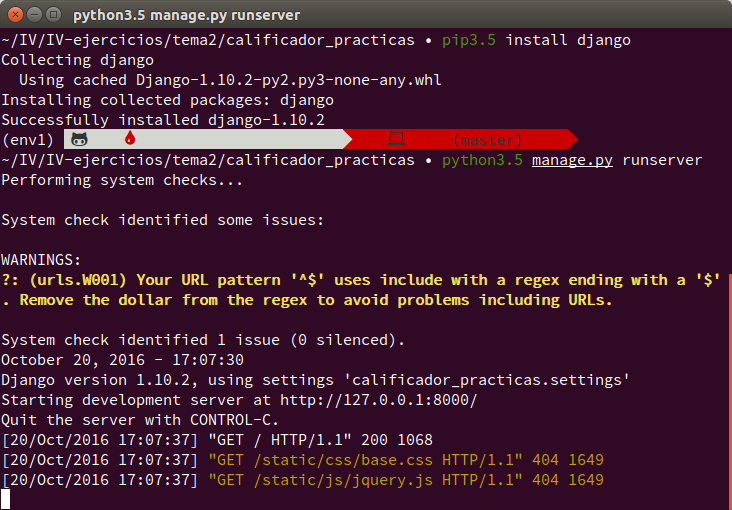 python3.5 manage.py runserver
~/IV/IV-ejercicios/tema2/calificador_practicas • pip3.5 install django
Collecting django
  Using cached Django-1.10.2-py2.py3-none-any.whl
Installing collected packages: django
Successfully installed django-1.10.2
(env1) (master)
~/IV/IV-ejercicios/tema2/calificador_practicas • python3.5 manage.py runserver
Performing system checks...
System check identified some issues:
WARNINGS:
?: (urls.W001) Your URL pattern '^$' uses include with a regex ending with a '$'
. Remove the dollar from the regex to avoid problems including URLs.
System check identified 1 issue (0 silenced).
October 20, 2016 - 17:07:30
Django version 1.10.2, using settings 'calificador_practicas.settings'
Starting development server at http://127.0.0.1:8000/
Quit the server with CONTROL-C.
[20/Oct/2016 17:07:37] "GET / HTTP/1.1" 200 1068
[20/Oct/2016 17:07:37] "GET /static/css/base.css HTTP/1.1" 404 1649
[20/Oct/2016 17:07:37] "GET /static/js/jquery.js HTTP/1.1" 404 1649